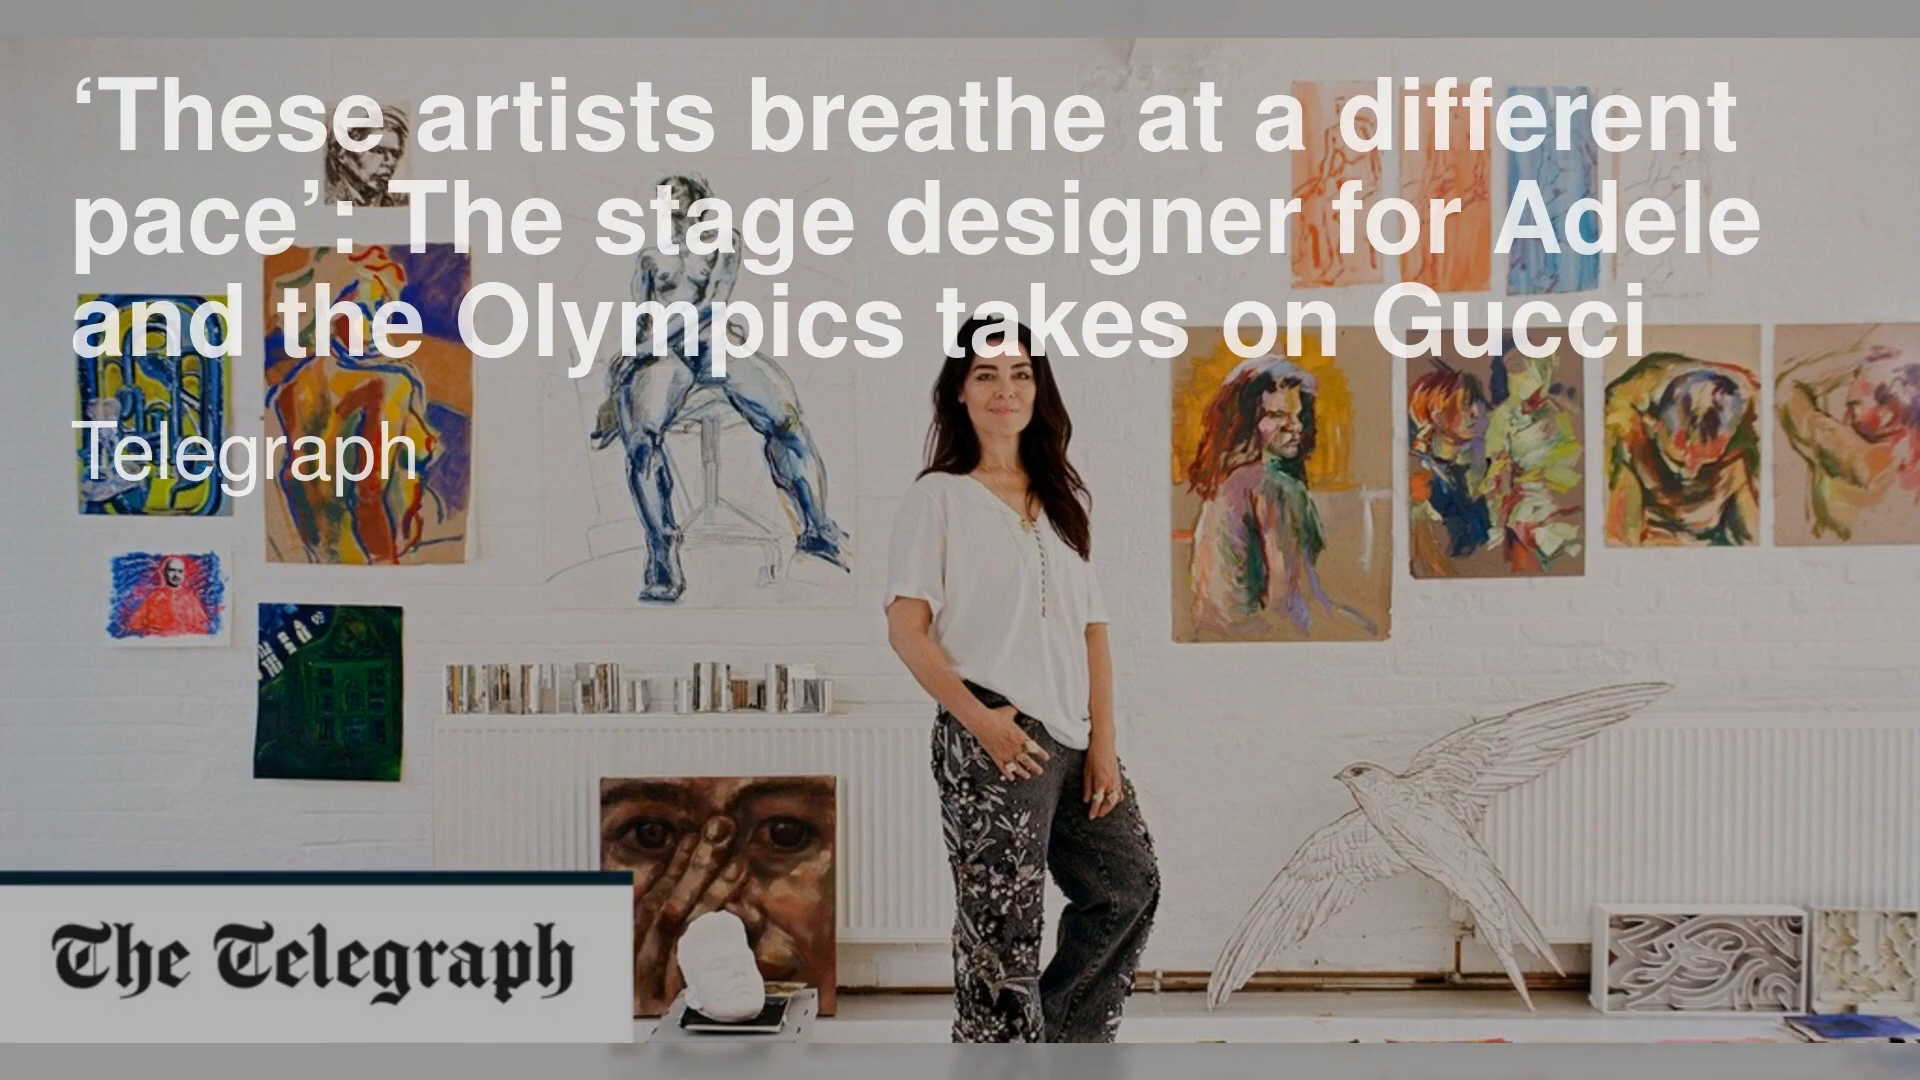 ‘These artists breathe at a different
pace’: The stage designer for Adele
and the Olympics takes on Gucci
Telegraph
The Telegraph